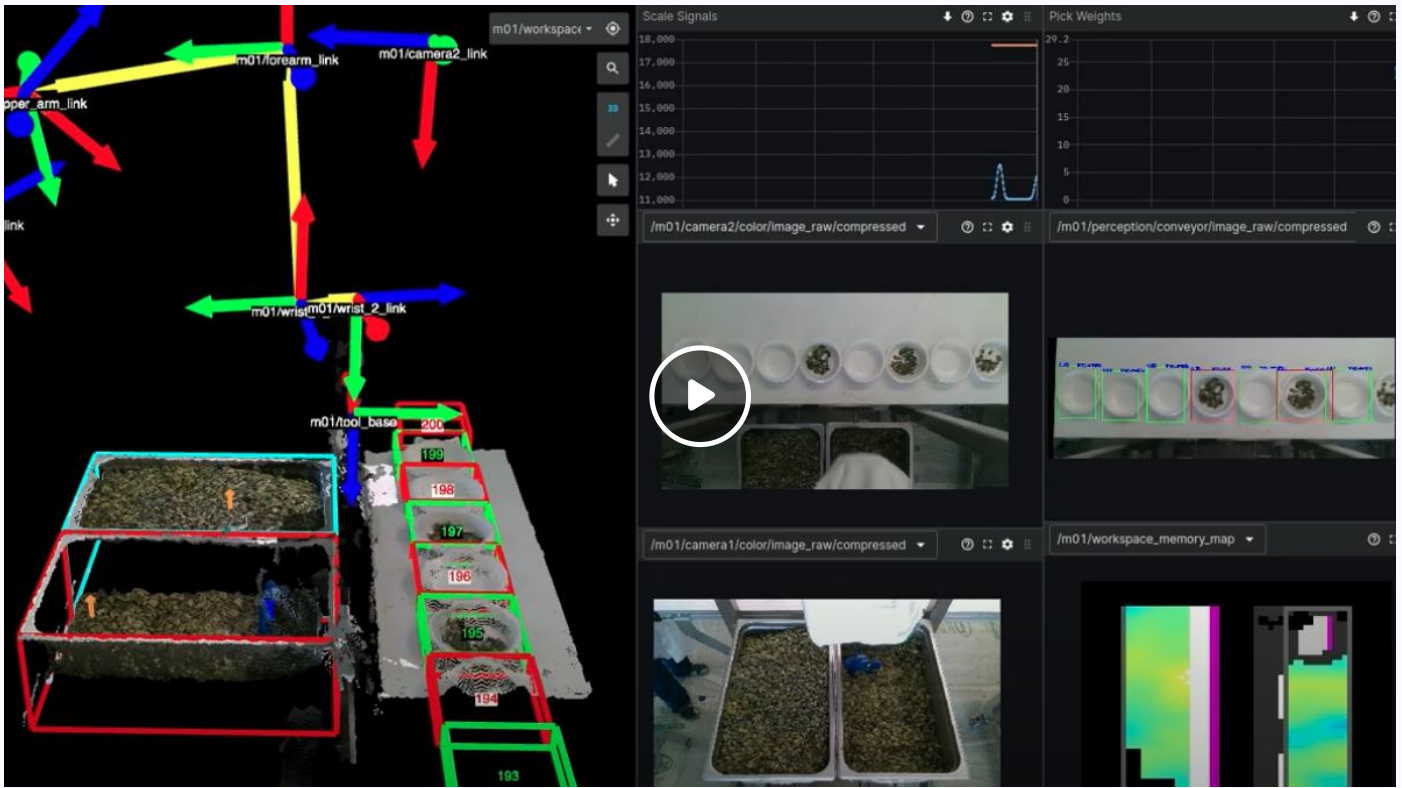 m01/workspace
m01/forearm_link
m01/camera2_link
pper_arm_link
link
3D
m01/wrist_2_link
m01/tool_base
200
199
198
197
196
195
194
193
Scale Signals
18,000
17,000
16,000
15,000
14,000
13,000
12,000
11,000
Pick Weights
29.2
25
20
15
10
5
0
/m01/camera2/color/image_raw/compressed
/m01/perception/conveyor/image_raw/compressed
/m01/camera1/color/image_raw/compressed
/m01/workspace_memory_map